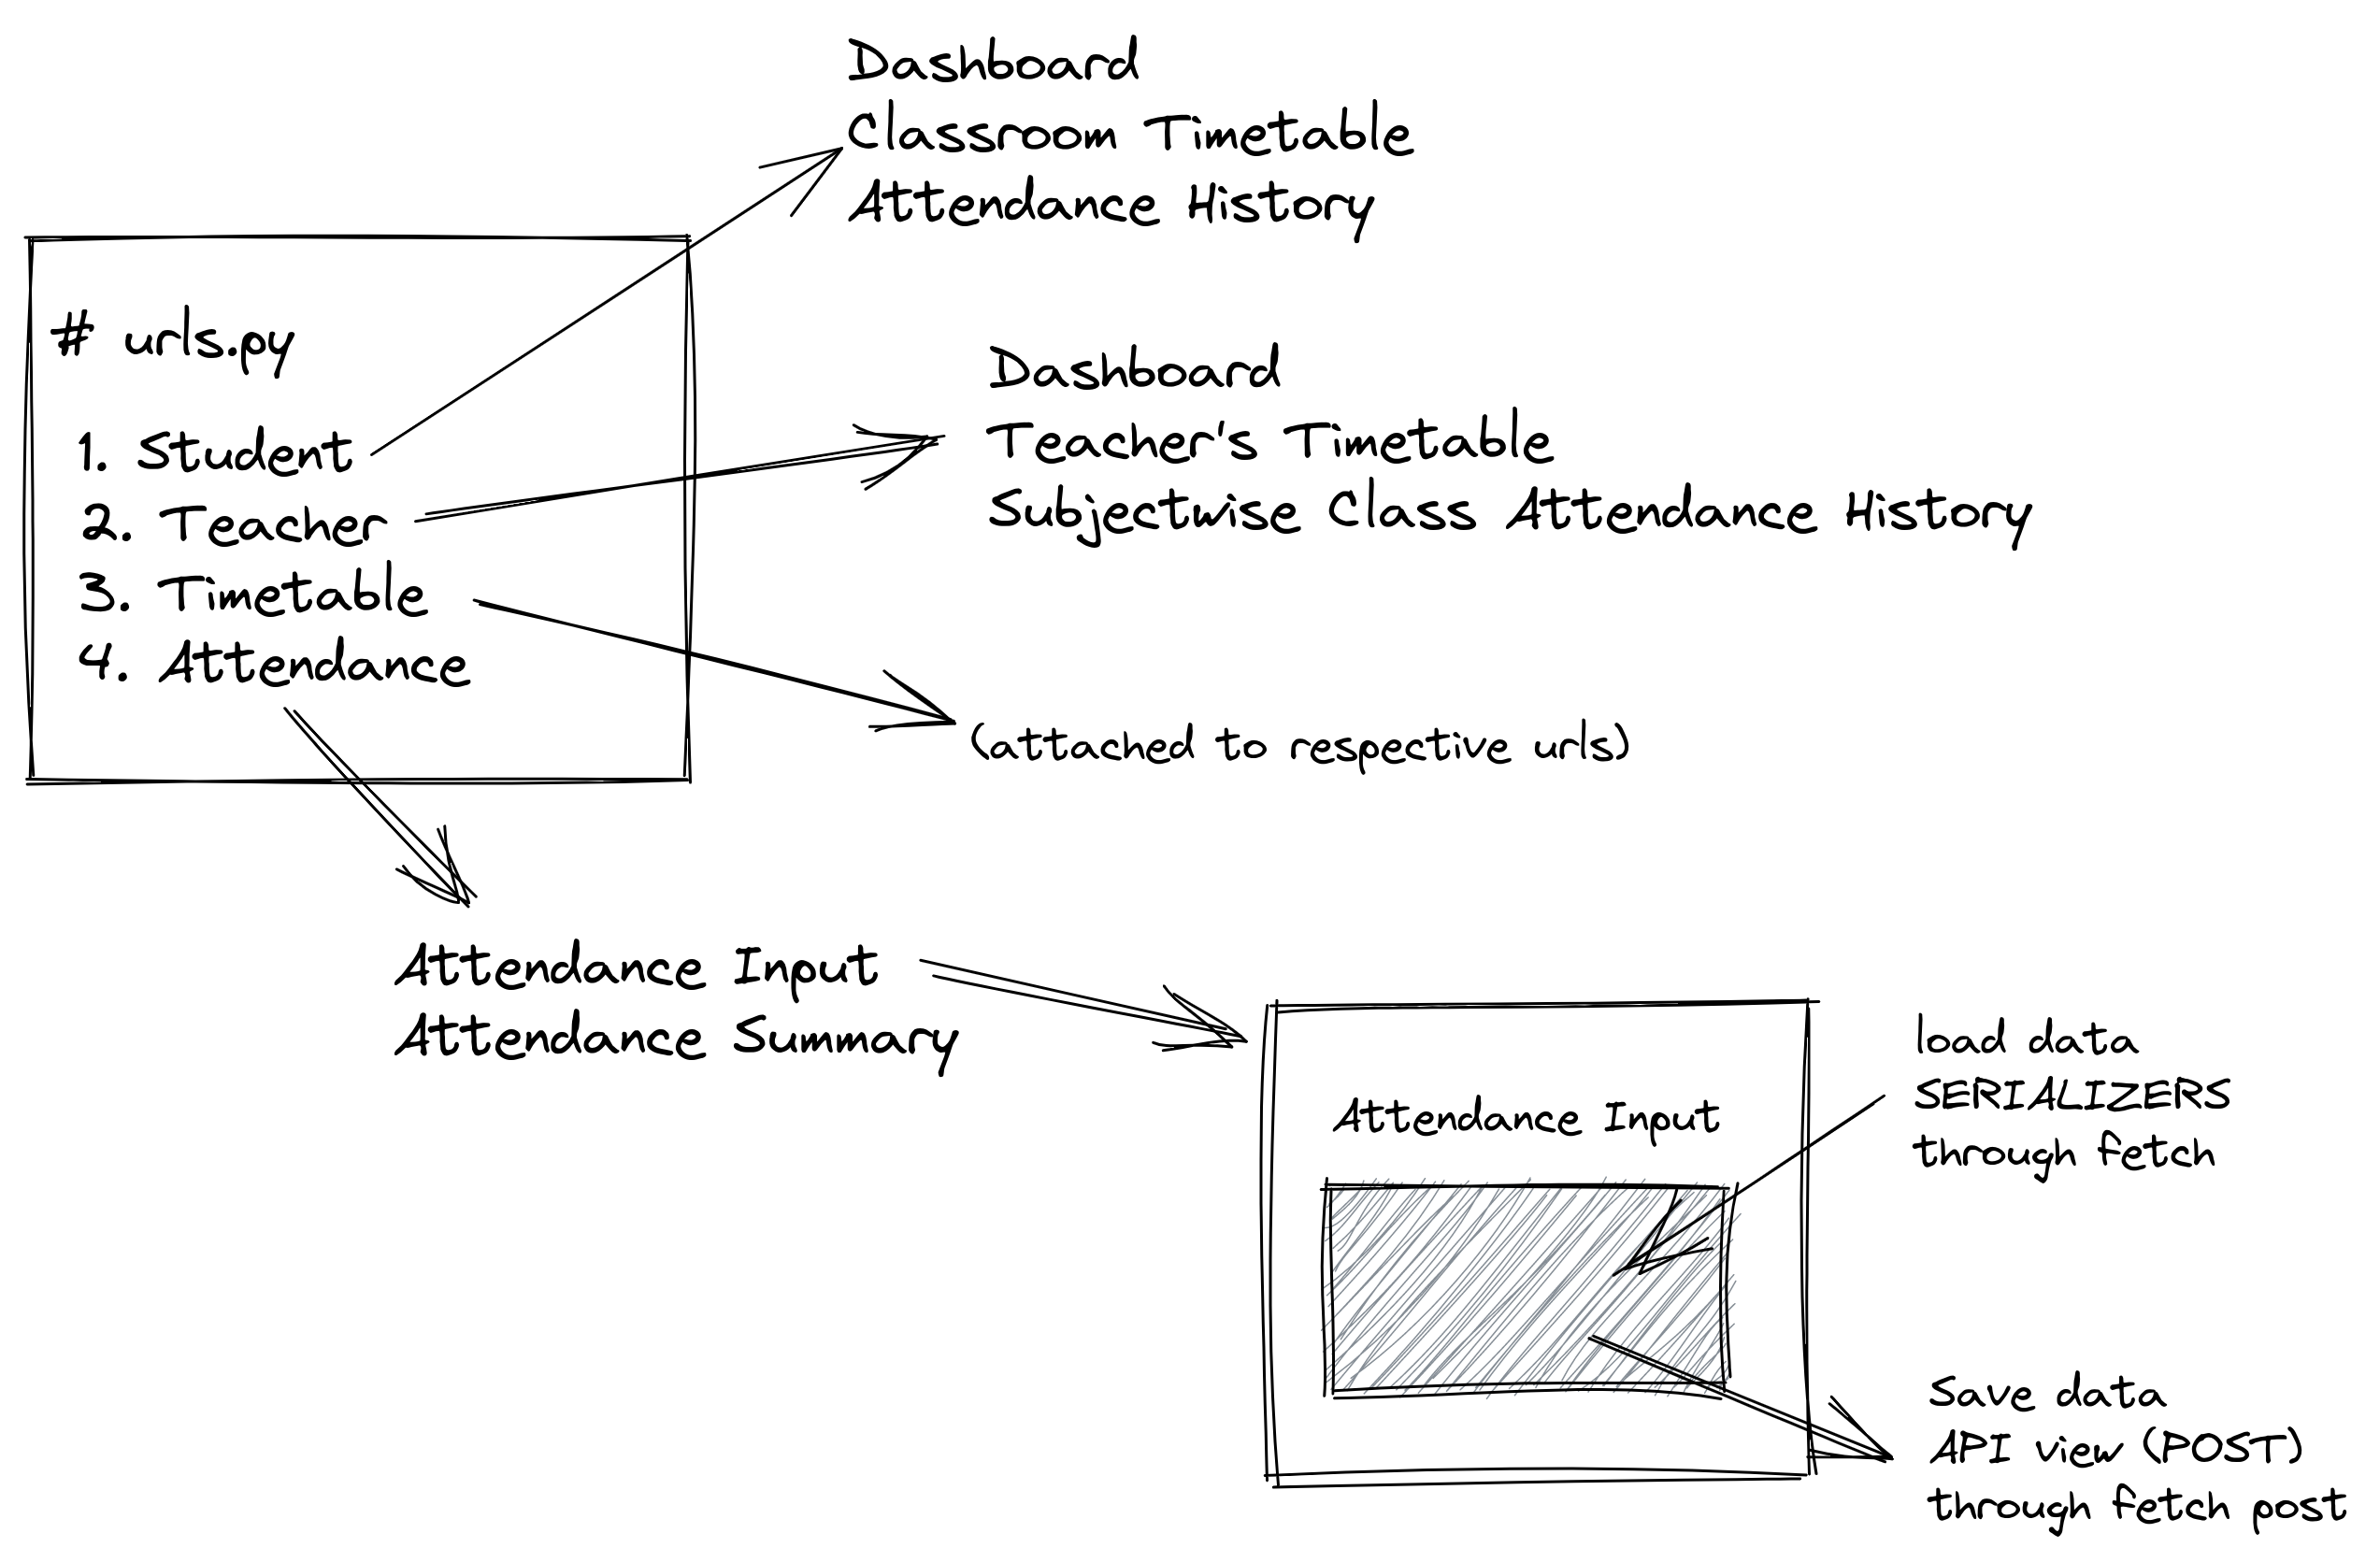 Dashboard
Classroom Timetable
Attendance History
# urls.py
1. Student
2. Teacher
3. Timetable
4. Attendance
Dashboard
Teacher's Timetable
Subjectwise Class Attendance History
(attached to respective urls)
Attendance Input
Attendance Summary
Attendance Input
load data
SERIALIZERS
through fetch
Save data
API view (POST)
through fetch post